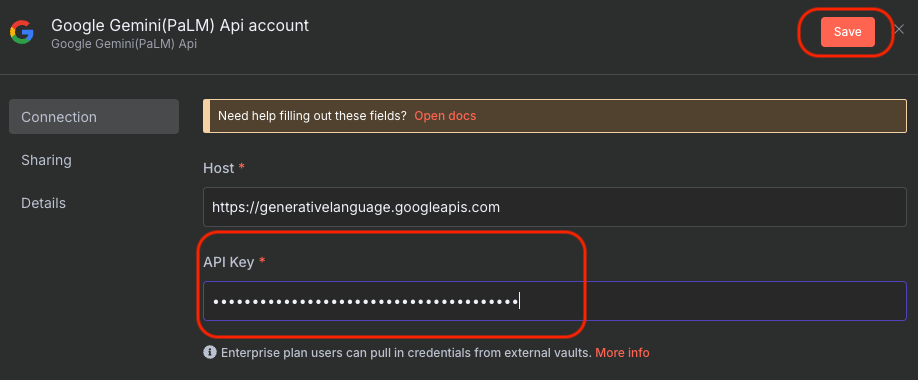 Google Gemini(PaLM) Api account
Google Gemini(PaLM) Api
Save
Connection
Sharing
Details
Need help filling out these fields? Open docs
Host *
https://generativelanguage.googleapis.com
API Key *
•••••••••••••••••••••••••••••••••••••••
Enterprise plan users can pull in credentials from external vaults. More info